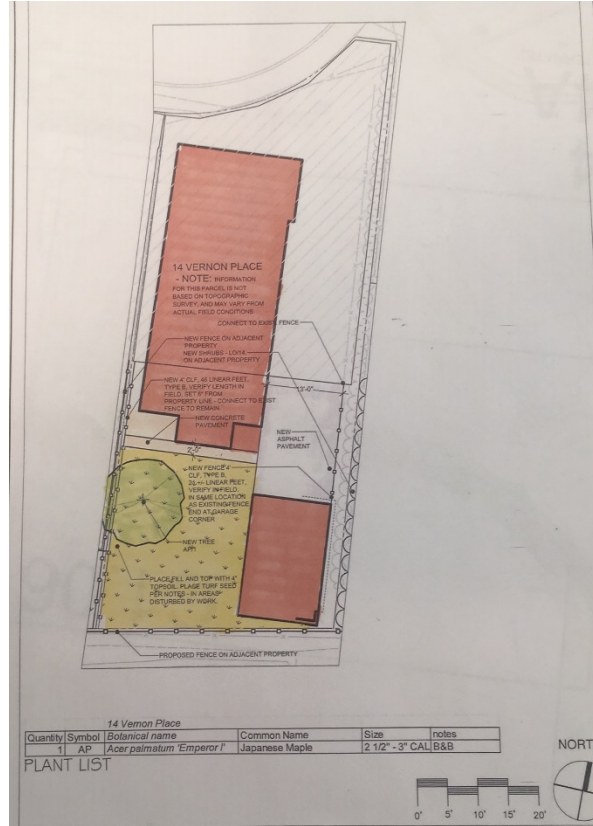 14 VERNON PLACE
- NOTE: INFORMATION
FOR THIS PARCEL IS NOT
BASED ON TOPOGRAPHIC
SURVEY, AND MAY VARY FROM
ACTUAL FIELD CONDITIONS
CONNECT TO EXIST. FENCE
NEW FENCE ON ADJACENT
PROPERTY
NEW SHRUBS - LO/14
ON ADJACENT PROPERTY
13'-0"
NEW 4' CLF, 45 LINEAR FEET,
TYPE B, VERIFY LENGTH IN
FIELD, SET 6" FROM
PROPERTY LINE - CONNECT TO EXIST
FENCE TO REMAIN
NEW CONCRETE
PAVEMENT
NEW
ASPHALT
PAVEMENT
2'-0"
NEW FENCE 4'
CLF, TYPE B,
LINEAR FEET,
VERIFY IN FIELD,
IN SAME LOCATION
AS EXISTING FENCE,
END AT GARAGE
CORNER
NEW TREE
AP/1
PLACE FILL AND TOP WITH 4"
TOPSOIL. PLACE TURF SEED
PER NOTES - IN AREAS
DISTURBED BY WORK.
PROPOSED FENCE ON ADJACENT PROPERTY
14 Vernon Place
Quantity Symbol Botanical name Common Name Size notes
1 AP Acer palmatum 'Emperor I' Japanese Maple 2 1/2" - 3" CAL B&B
PLANT LIST
NORT
0' 5' 10' 15' 20'